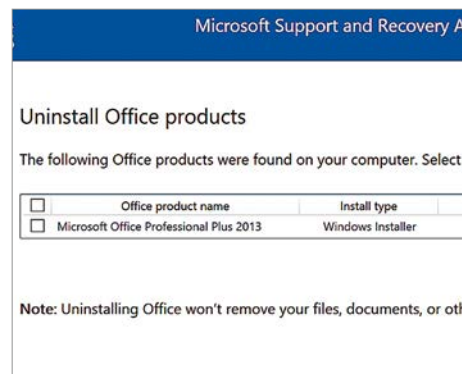 Microsoft Support and Recovery A
Uninstall Office products
The following Office products were found on your computer. Select
Office product name Install type
Microsoft Office Professional Plus 2013 Windows Installer
Note: Uninstalling Office won't remove your files, documents, or oth